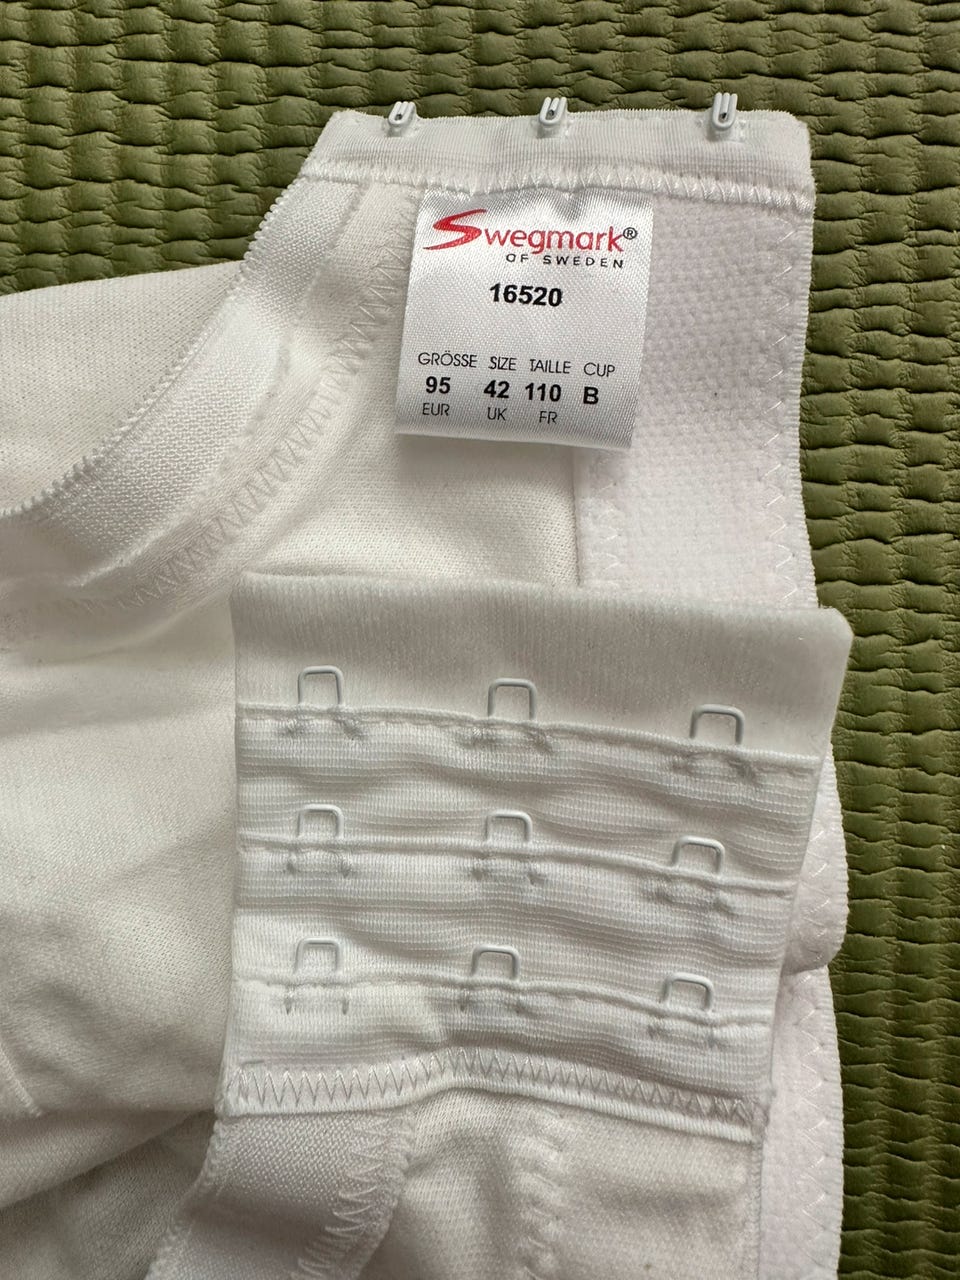 Swegmark®
OF SWEDEN
16520
GRÖSSE SIZE TAILLE CUP
95 42 110 B
EUR UK FR